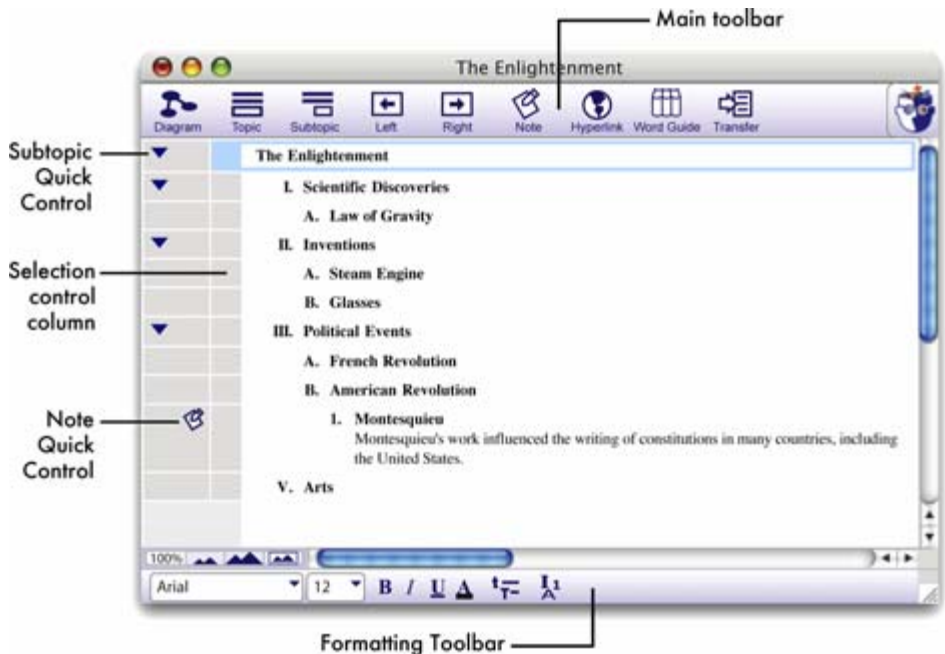 Main toolbar
The Enlightenment
Diagram Topic Subtopic Left Right Note Hyperlink Word Guide Transfer
Subtopic
Quick
Control
The Enlightenment
I. Scientific Discoveries
A. Law of Gravity
II. Inventions
Selection
control
column
A. Steam Engine
B. Glasses
III. Political Events
A. French Revolution
B. American Revolution
Note
Quick
Control
1. Montesquieu
Montesquieu's work influenced the writing of constitutions in many countries, including
the United States.
V. Arts
100%
Arial 12 B I U A
Formatting Toolbar